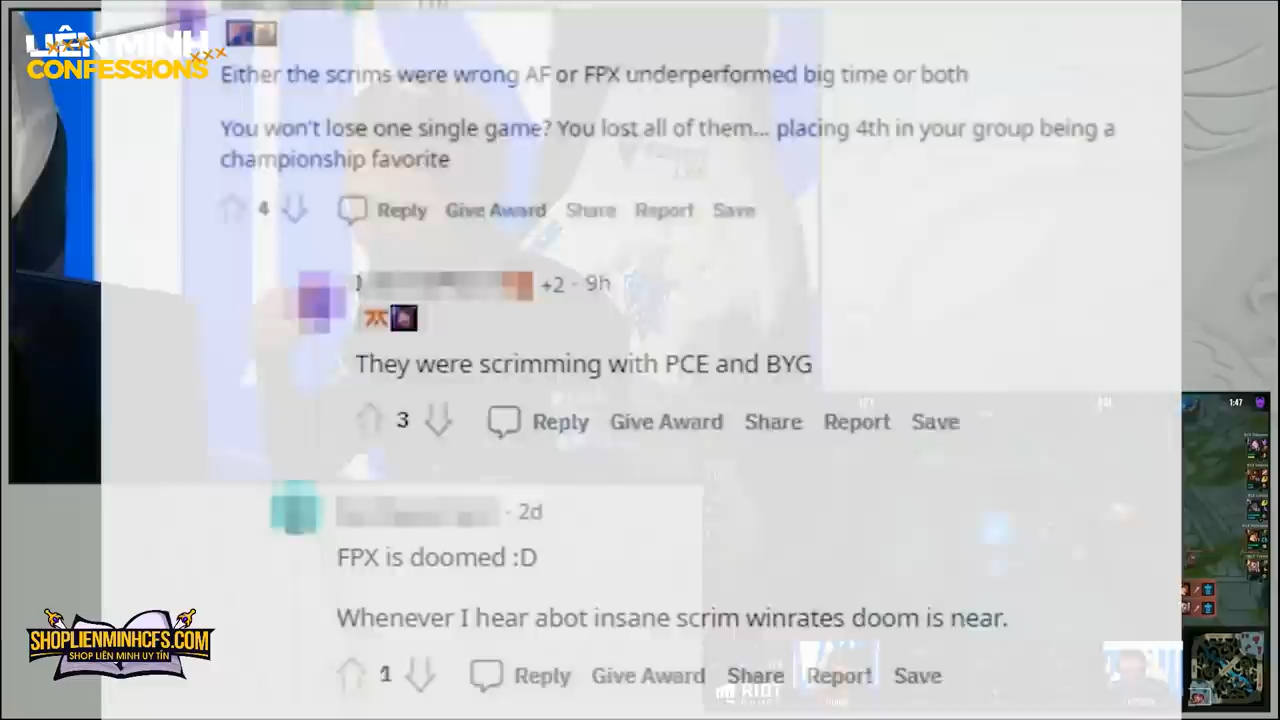 LIÊN MINH
CONFESSIONS
Either the scrims were wrong AF or FPX underperformed big time or both
You won't lose one single game? You lost all of them... placing 4th in your group being a
championship favorite
4 Reply Give Award Share Report Save
+2 · 9h
They were scrimming with PCE and BYG
3 Reply Give Award Share Report Save
· 2d
FPX is doomed :D
Whenever I hear abot insane scrim winrates doom is near.
1 Reply Give Award Share Report Save
1:47
SHOPLIENMINHCFS.COM
SHOP LIÊN MINH UY TÍN
RIOT